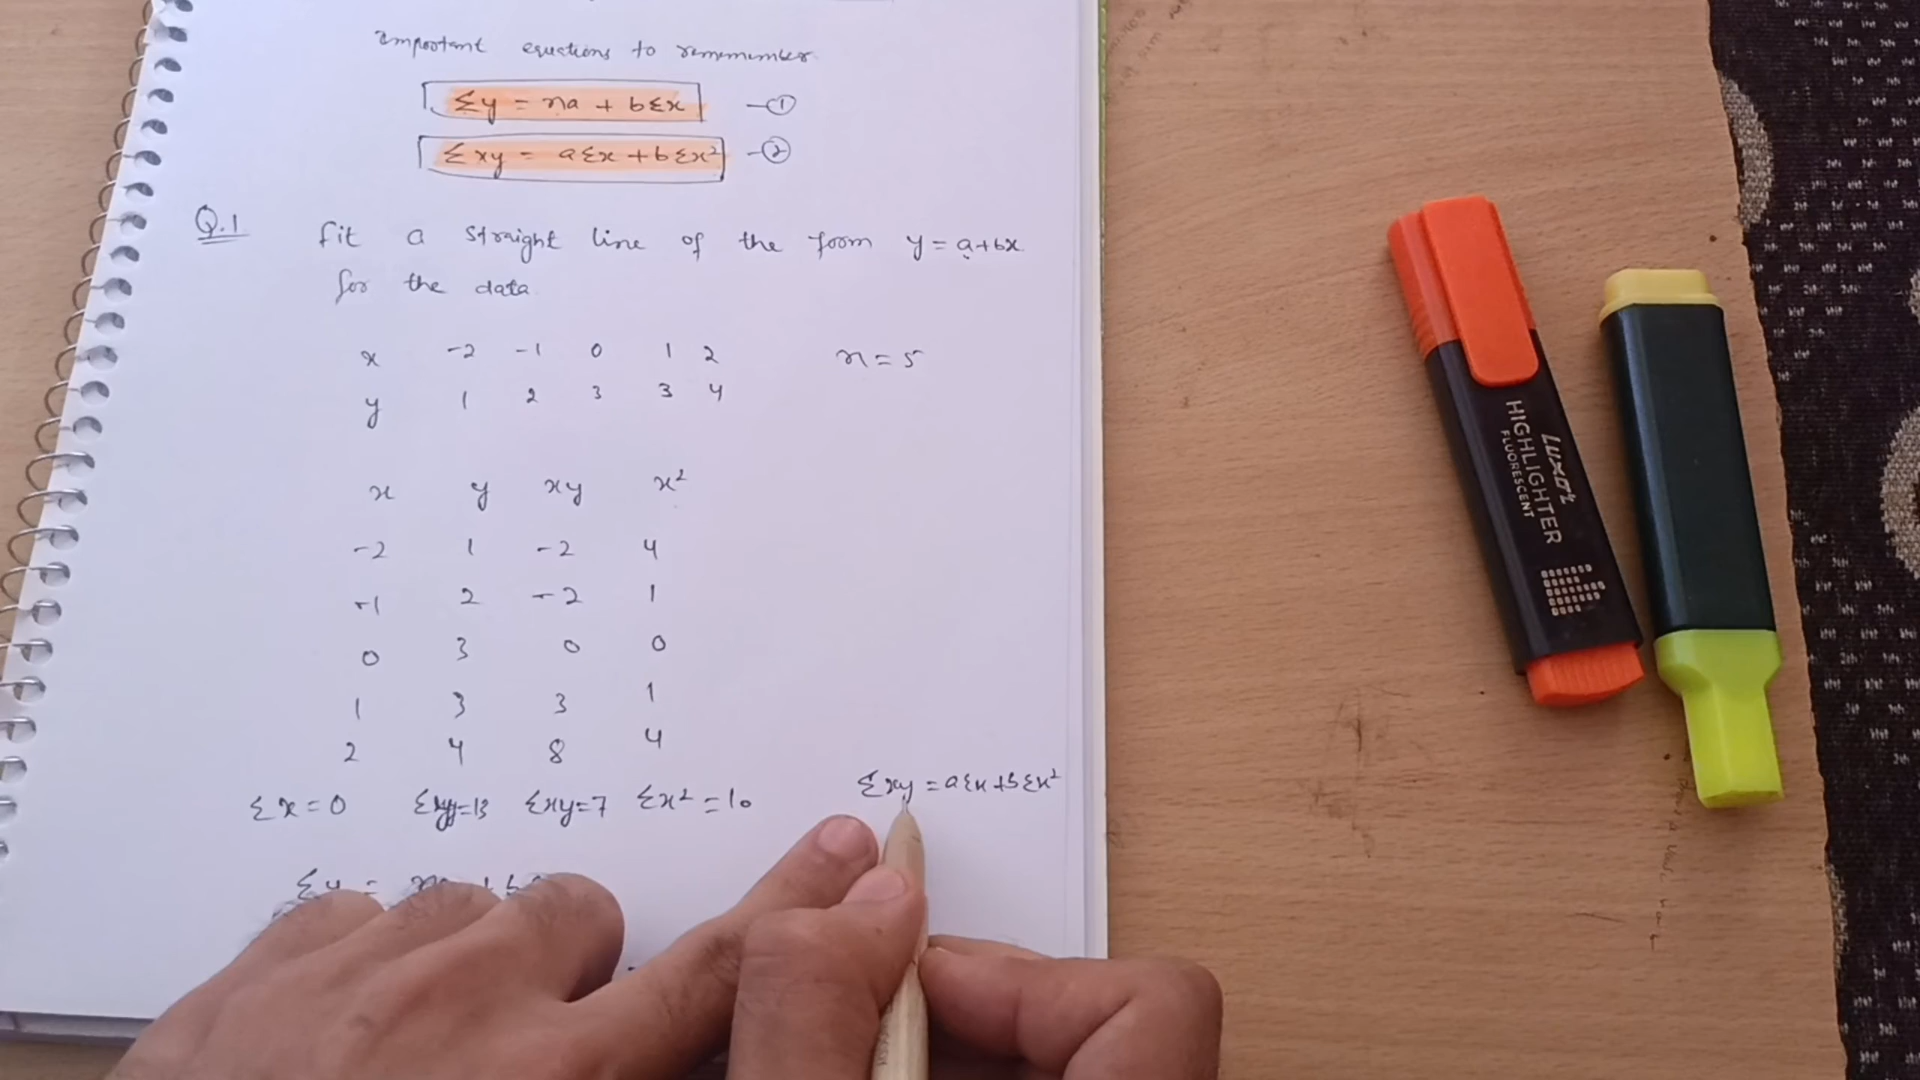 Important equations to rememember
Σy = na + bΣx —①
Σxy = aΣx + bΣx² —②
Q.1 Fit a straight line of the form y = a+bx
for the data
x -2 -1 0 1 2 n = 5
y 1 2 3 3 4
x y xy x²
-2 1 -2 4
-1 2 -2 1
0 3 0 0
1 3 3 1
2 4 8 4
Σx = 0 Σy=13 Σxy=7 Σx² = 10
Σxy = aΣx + bΣx²
Σy =
Luxor
HIGHLIGHTER
FLUORESCENT